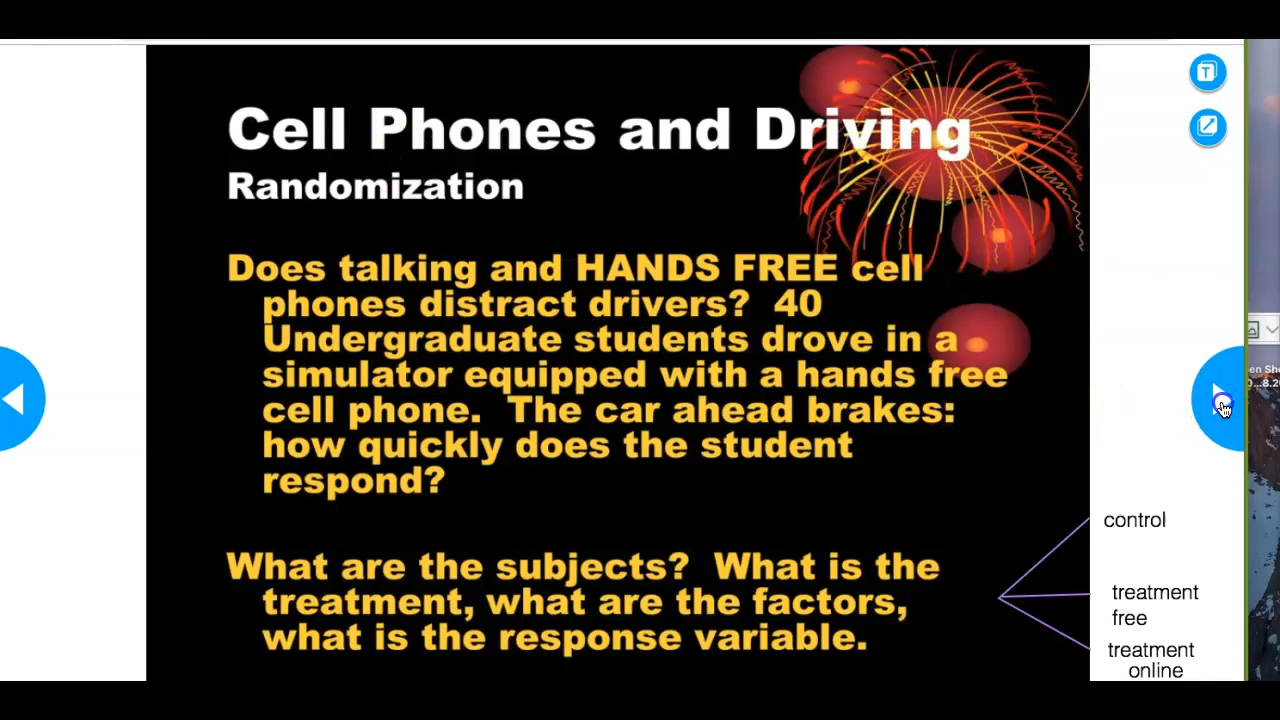 Cell Phones and Driving
Randomization
Does talking and HANDS FREE cell
phones distract drivers? 40
Undergraduate students drove in a
simulator equipped with a hands free
cell phone. The car ahead brakes:
how quickly does the student
respond?
What are the subjects? What is the
treatment, what are the factors,
what is the response variable.
control
treatment
free
treatment
online
T